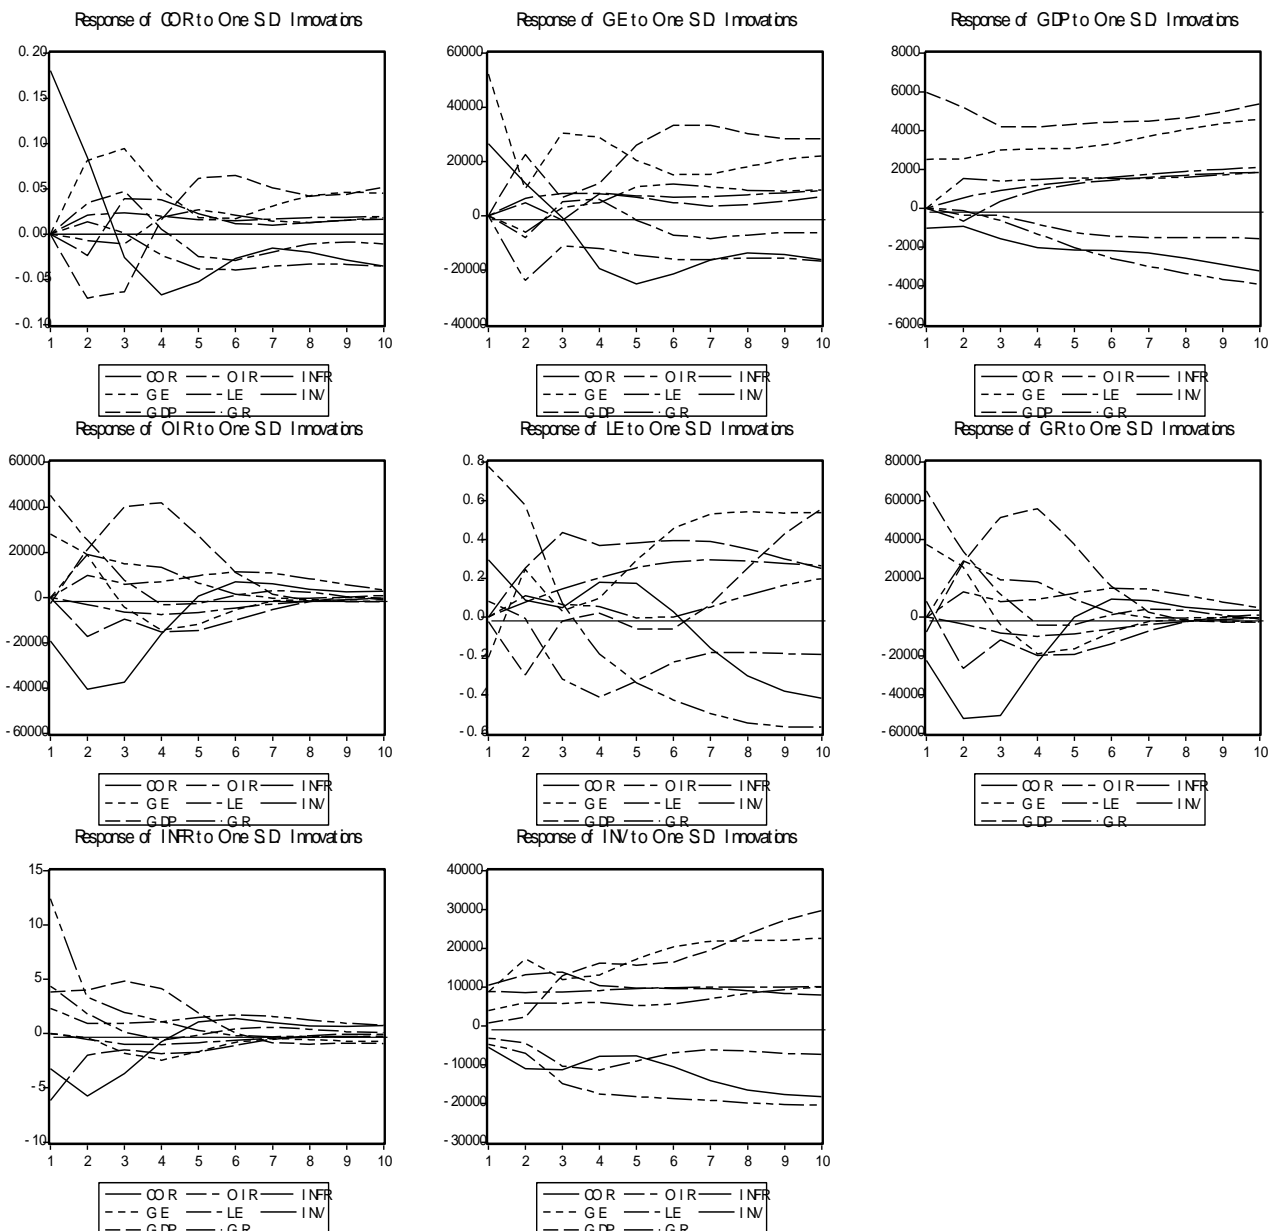 Response of COR to One S.D. Innovations
0.20
0.15
0.10
0.05
0.00
-0.05
-0.10
1 2 3 4 5 6 7 8 9 10
COR OIR INFR
GE LE INV
GDP GR
Response of GE to One S.D. Innovations
60000
40000
20000
0
-20000
-40000
1 2 3 4 5 6 7 8 9 10
COR OIR INFR
GE LE INV
GDP GR
Response of GDP to One S.D. Innovations
8000
6000
4000
2000
0
-2000
-4000
-6000
1 2 3 4 5 6 7 8 9 10
COR OIR INFR
GE LE INV
GDP GR
Response of OIR to One S.D. Innovations
60000
40000
20000
0
-20000
-40000
-60000
1 2 3 4 5 6 7 8 9 10
COR OIR INFR
GE LE INV
GDP GR
Response of LE to One S.D. Innovations
0.8
0.6
0.4
0.2
0.0
-0.2
-0.4
-0.6
1 2 3 4 5 6 7 8 9 10
COR OIR INFR
GE LE INV
GDP GR
Response of GR to One S.D. Innovations
80000
60000
40000
20000
0
-20000
-40000
-60000
1 2 3 4 5 6 7 8 9 10
COR OIR INFR
GE LE INV
GDP GR
Response of INFR to One S.D. Innovations
15
10
5
0
-5
-10
1 2 3 4 5 6 7 8 9 10
COR OIR INFR
GE LE INV
GDP GR
Response of INV to One S.D. Innovations
40000
30000
20000
10000
0
-10000
-20000
-30000
1 2 3 4 5 6 7 8 9 10
COR OIR INFR
GE LE INV
GDP GR